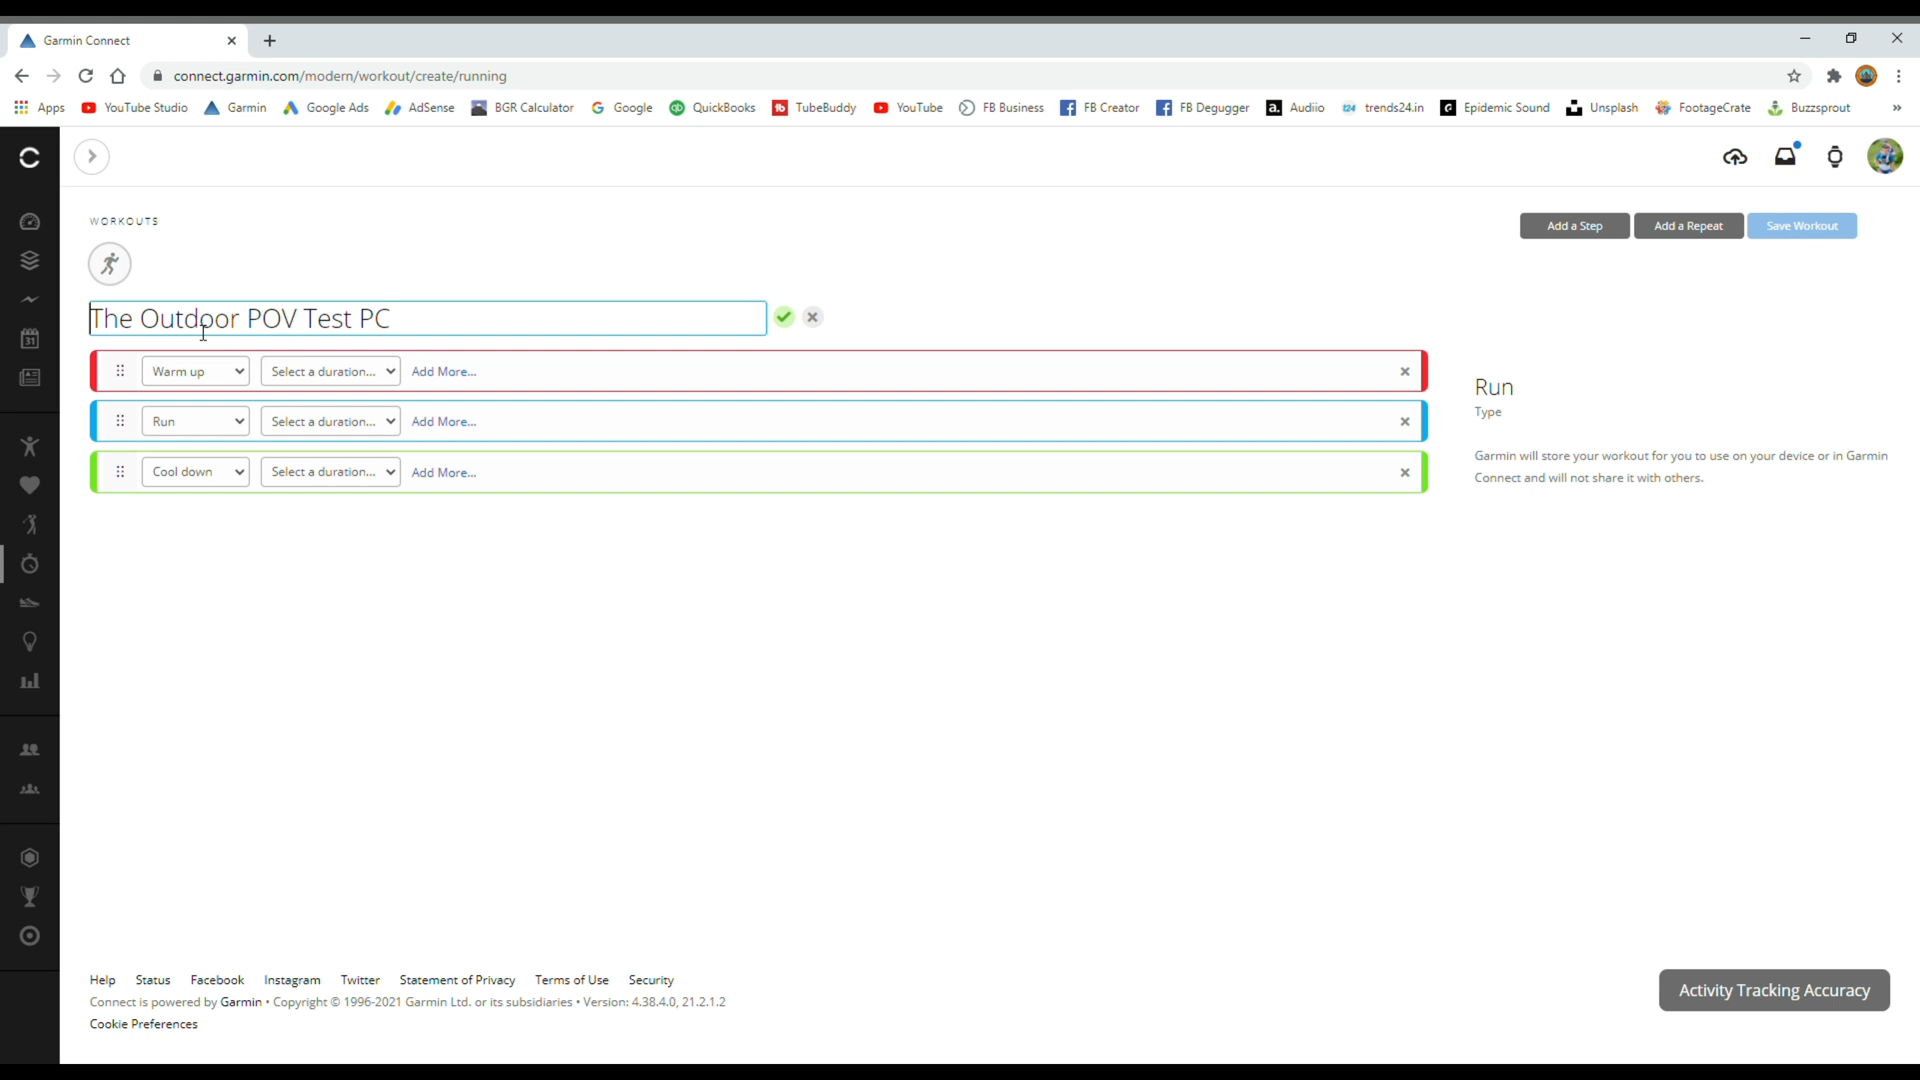 Garmin Connect
connect.garmin.com/modern/workout/create/running
Apps YouTube Studio Garmin Google Ads AdSense BGR Calculator Google QuickBooks TubeBuddy YouTube FB Business FB Creator FB Degugger Audiio trends24.in Epidemic Sound Unsplash FootageCrate Buzzsprout »
WORKOUTS
Add a Step Add a Repeat Save Workout
The Outdoor POV Test PC
Warm up Select a duration... Add More...
Run
Type
Run Select a duration... Add More...
Garmin will store your workout for you to use on your device or in Garmin
Connect and will not share it with others.
Cool down Select a duration... Add More...
Help Status Facebook Instagram Twitter Statement of Privacy Terms of Use Security
Connect is powered by Garmin • Copyright © 1996-2021 Garmin Ltd. or its subsidiaries • Version: 4.38.4.0, 21.2.1.2
Cookie Preferences
Activity Tracking Accuracy